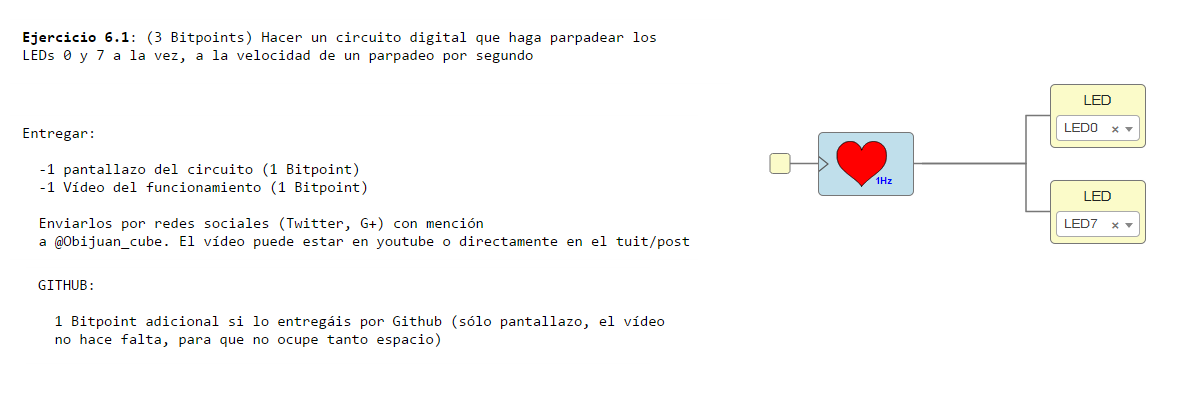 Ejercicio 6.1: (3 Bitpoints) Hacer un circuito digital que haga parpadear los
LEDs 0 y 7 a la vez, a la velocidad de un parpadeo por segundo
Entregar:
-1 pantallazo del circuito (1 Bitpoint)
-1 Vídeo del funcionamiento (1 Bitpoint)
Enviarlos por redes sociales (Twitter, G+) con mención
a @Obijuan_cube. El vídeo puede estar en youtube o directamente en el tuit/post
GITHUB:
1 Bitpoint adicional si lo entregáis por Github (sólo pantallazo, el vídeo
no hace falta, para que no ocupe tanto espacio)
1Hz
LED
LED0
LED
LED7